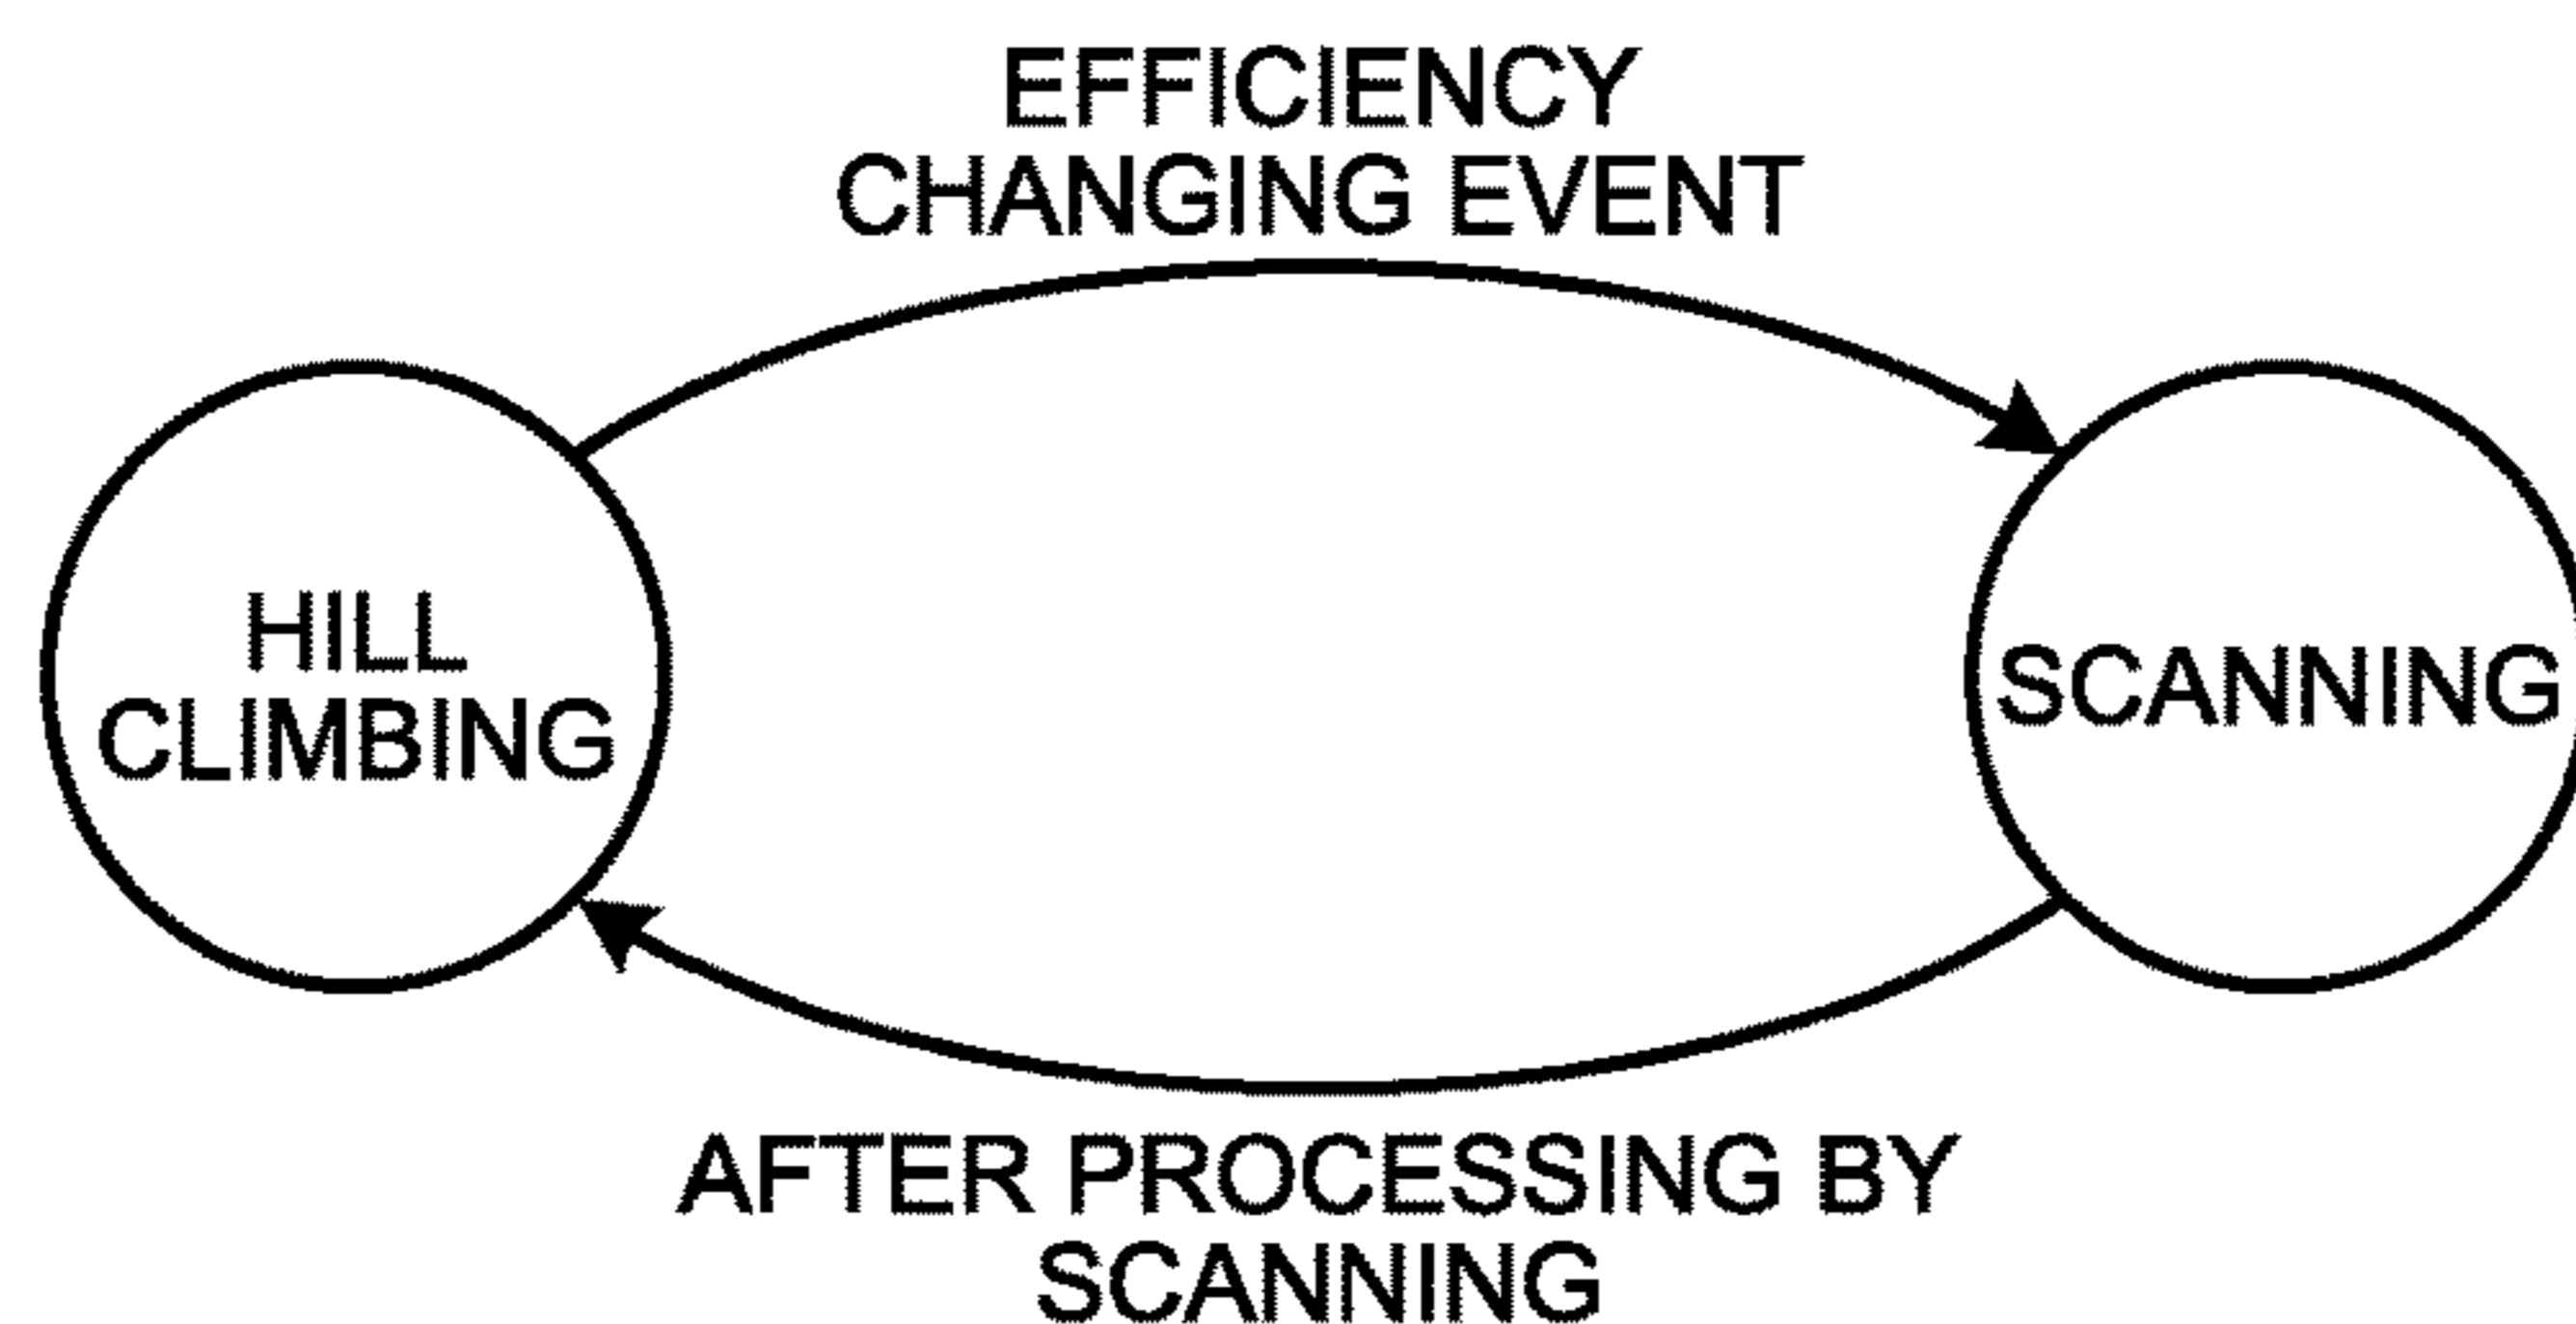 EFFICIENCY
CHANGING EVENT
HILL
CLIMBING
SCANNING
AFTER PROCESSING BY
SCANNING